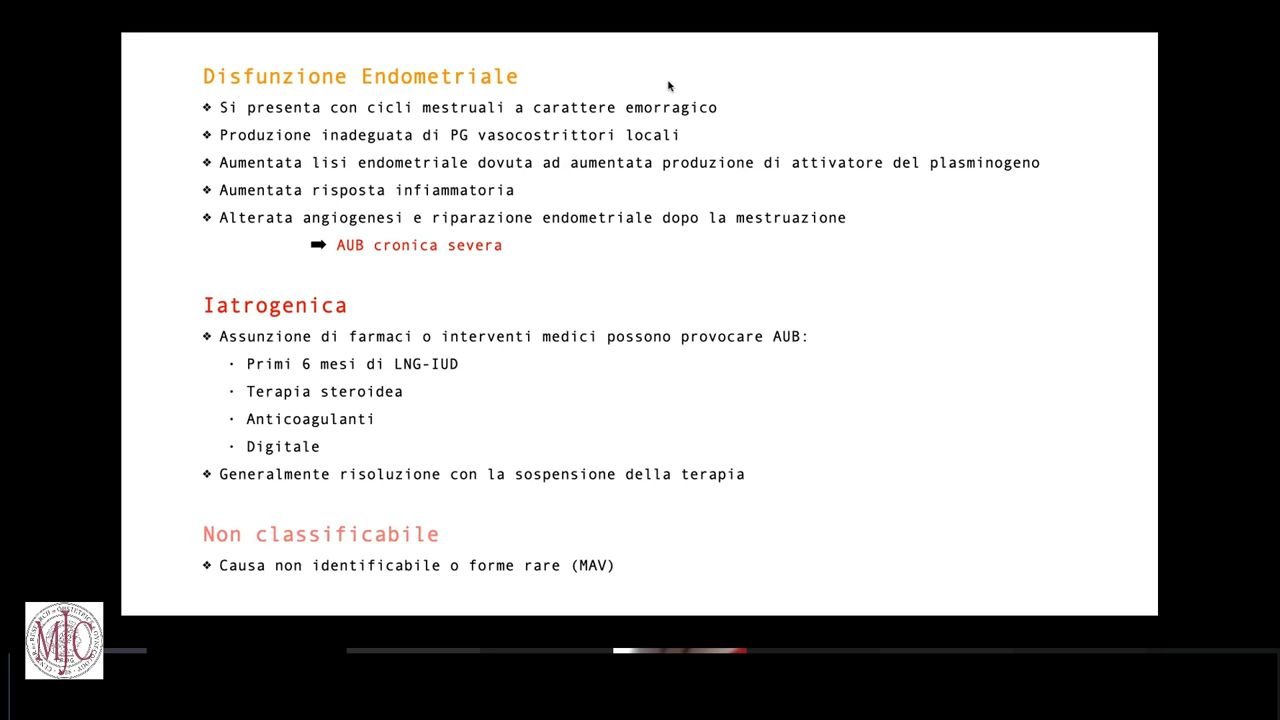 Disfunzione Endometriale
❖ Si presenta con cicli mestruali a carattere emorragico
❖ Produzione inadeguata di PG vasocostrittori locali
❖ Aumentata lisi endometriale dovuta ad aumentata produzione di attivatore del plasminogeno
❖ Aumentata risposta infiammatoria
❖ Alterata angiogenesi e riparazione endometriale dopo la mestruazione
➡ AUB cronica severa
Iatrogenica
❖ Assunzione di farmaci o interventi medici possono provocare AUB:
· Primi 6 mesi di LNG-IUD
· Terapia steroidea
· Anticoagulanti
· Digitale
❖ Generalmente risoluzione con la sospensione della terapia
Non classificabile
❖ Causa non identificabile o forme rare (MAV)
MJC